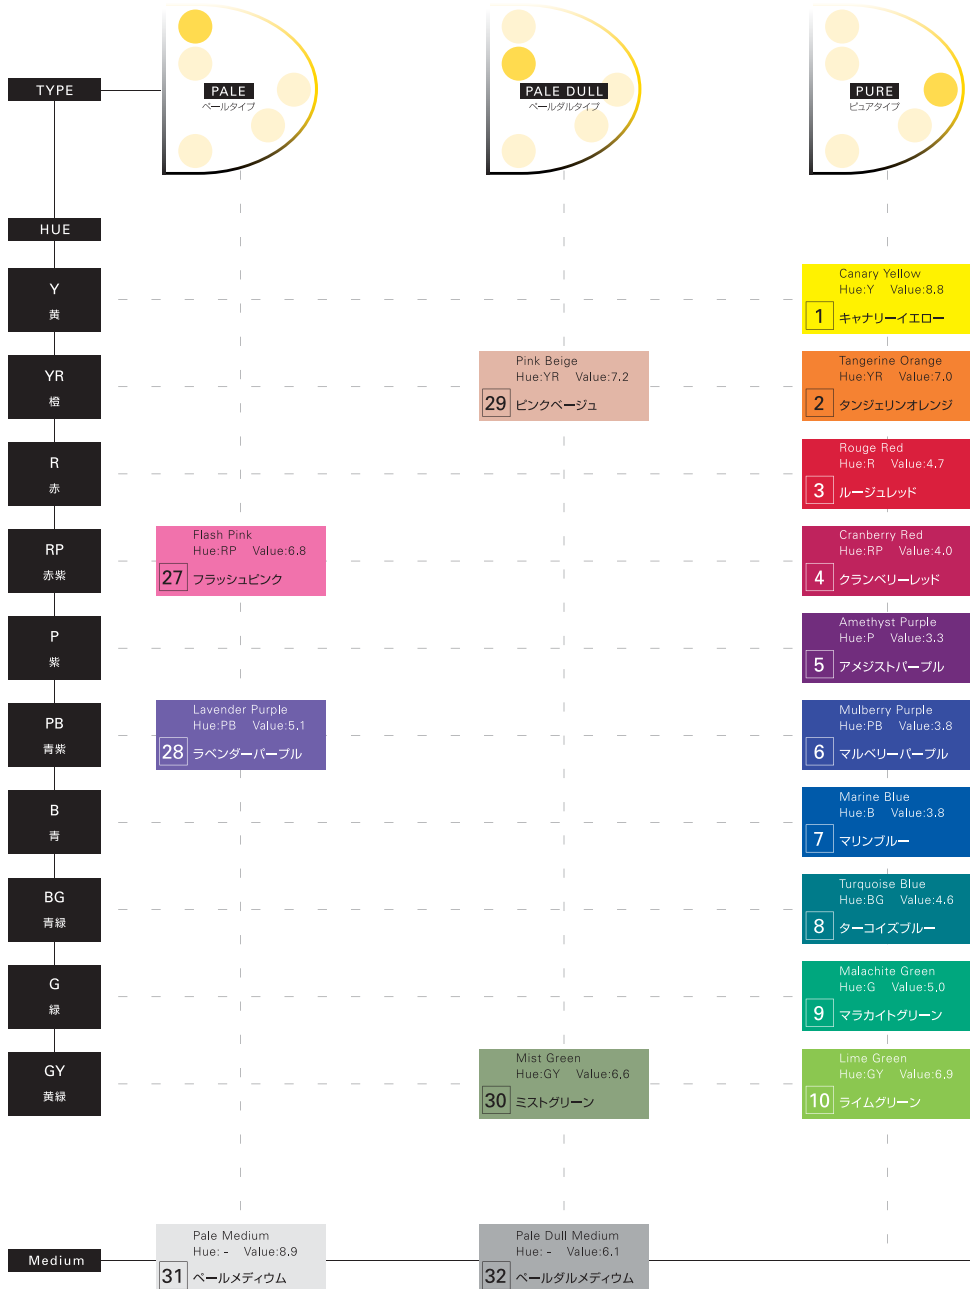 TYPE
PALE
ペールタイプ
PALE DULL
ペールダルタイプ
PURE
ピュアタイプ
HUE
Y
黄
Canary Yellow
Hue:Y Value:8.8
1 キャナリーイエロー
YR
橙
Pink Beige
Hue:YR Value:7.2
29 ピンクベージュ
Tangerine Orange
Hue:YR Value:7.0
2 タンジェリンオレンジ
R
赤
Rouge Red
Hue:R Value:4.7
3 ルージュレッド
RP
赤紫
Flash Pink
Hue:RP Value:6.8
27 フラッシュピンク
Cranberry Red
Hue:RP Value:4.0
4 クランベリーレッド
P
紫
Amethyst Purple
Hue:P Value:3.3
5 アメジストパープル
PB
青紫
Lavender Purple
Hue:PB Value:5.1
28 ラベンダーパープル
Mulberry Purple
Hue:PB Value:3.8
6 マルベリーパープル
B
青
Marine Blue
Hue:B Value:3.8
7 マリンブルー
BG
青緑
Turquoise Blue
Hue:BG Value:4.6
8 ターコイズブルー
G
緑
Malachite Green
Hue:G Value:5.0
9 マラカイトグリーン
GY
黄緑
Mist Green
Hue:GY Value:6.6
30 ミストグリーン
Lime Green
Hue:GY Value:6.9
10 ライムグリーン
Medium
Pale Medium
Hue: - Value:8.9
31 ペールメディウム
Pale Dull Medium
Hue: - Value:6.1
32 ペールダルメディウム